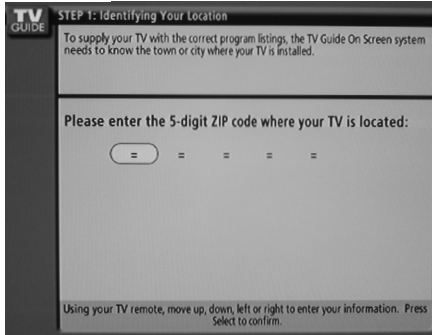 TV
GUIDE
STEP 1: Identifying Your Location
To supply your TV with the correct program listings, the TV Guide On Screen system
needs to know the town or city where your TV is installed.
Please enter the 5-digit ZIP code where your TV is located:
= = = = =
Using your TV remote, move up, down, left or right to enter your information. Press
Select to confirm.